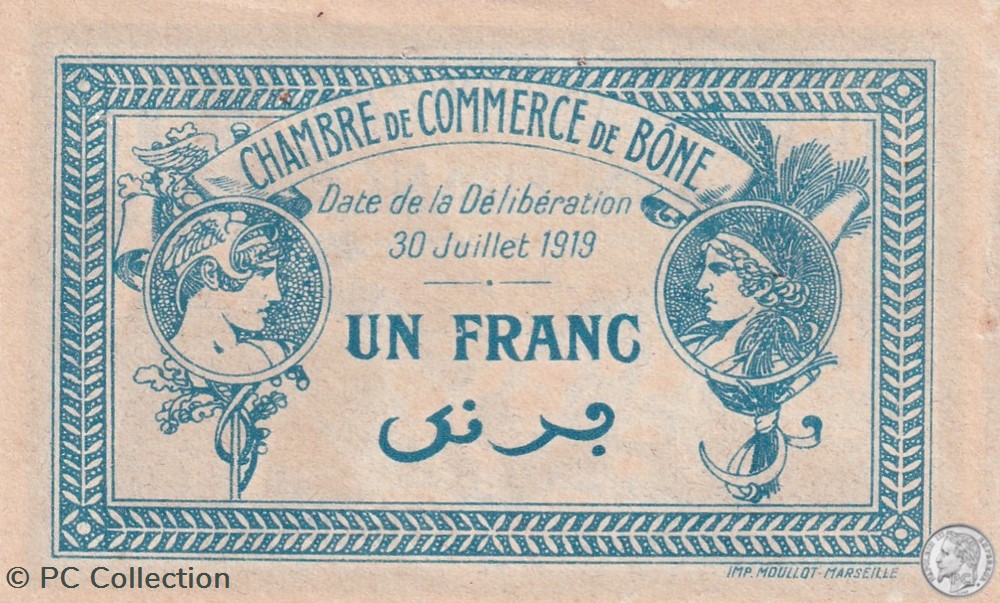 CHAMBRE DE COMMERCE DE BÔNE
Date de la Délibération
30 Juillet 1919
UN FRANC
ڢرنك
IMP. MOULLOT-MARSEILLE
© PC Collection